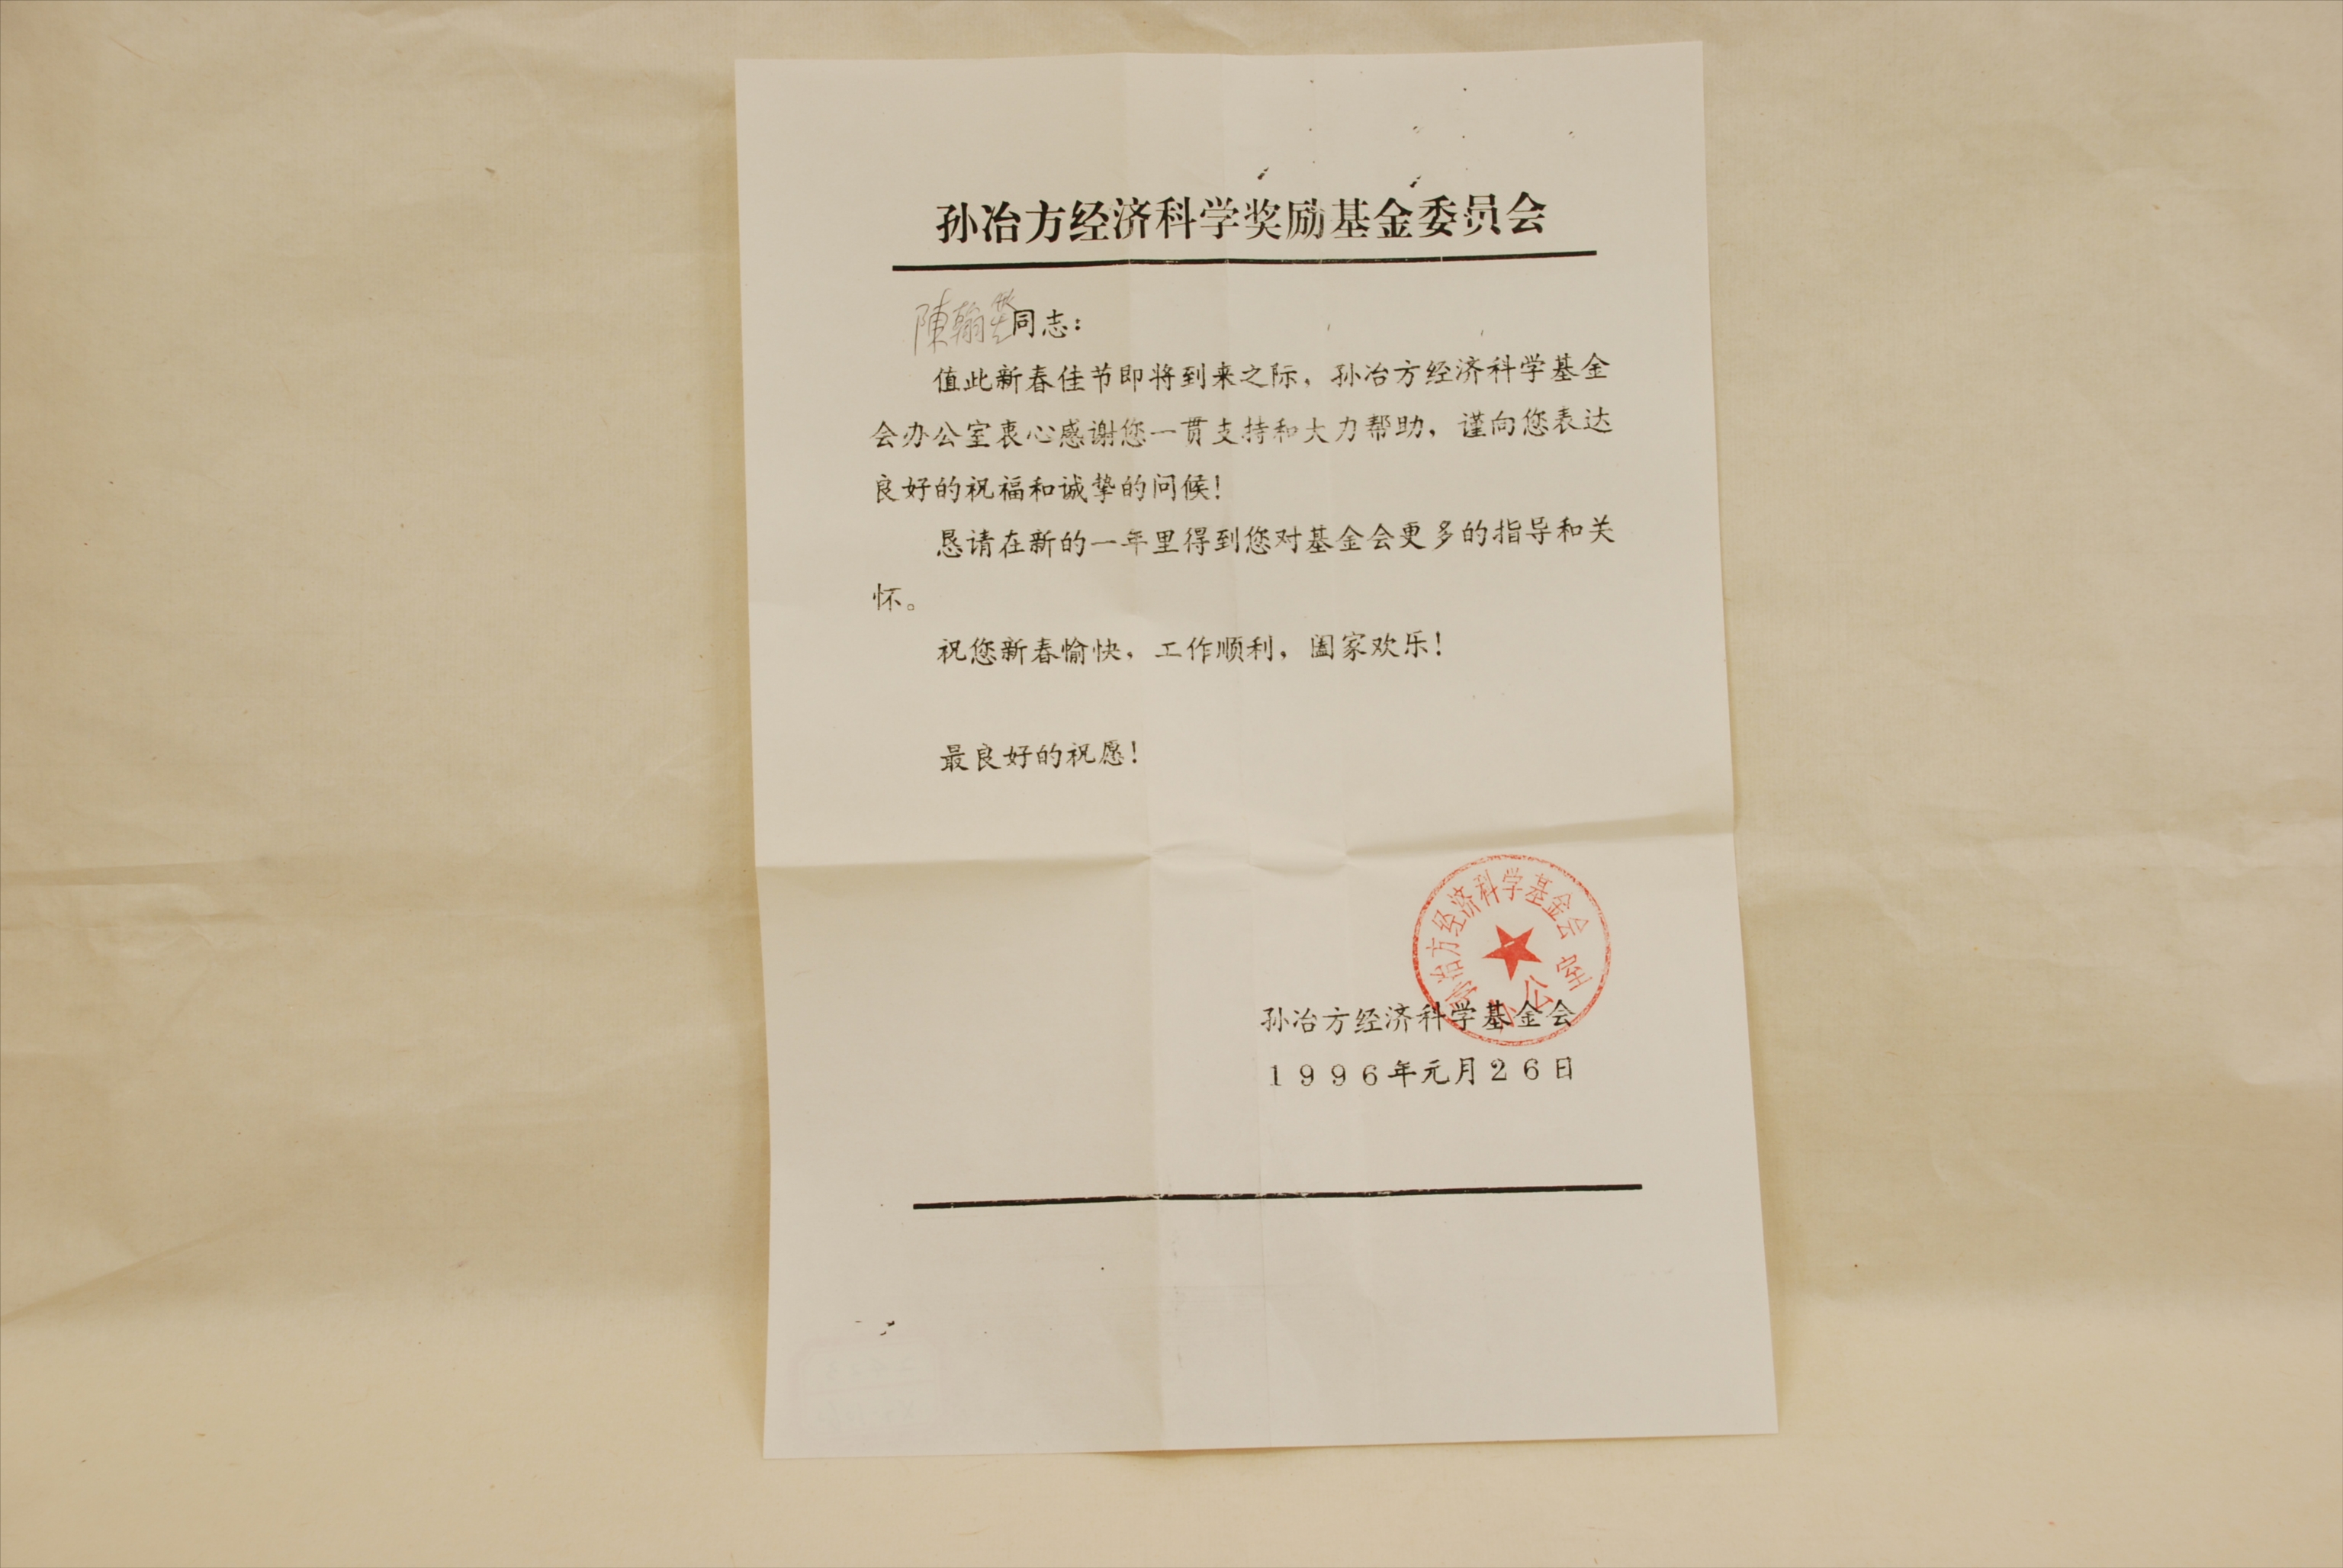 孙冶方经济科学奖励基金委员会
陳翰笙同志：
值此新春佳节即将到来之际，孙冶方经济科学基金
会办公室衷心感谢您一贯支持和大力帮助，谨向您表达
良好的祝福和诚挚的问候！
恳请在新的一年里得到您对基金会更多的指导和关
怀。
祝您新春愉快，工作顺利，阖家欢乐！
最良好的祝愿！
孙冶方经济科学基金会
办公室
孙冶方经济科学基金会
1996年元月26日